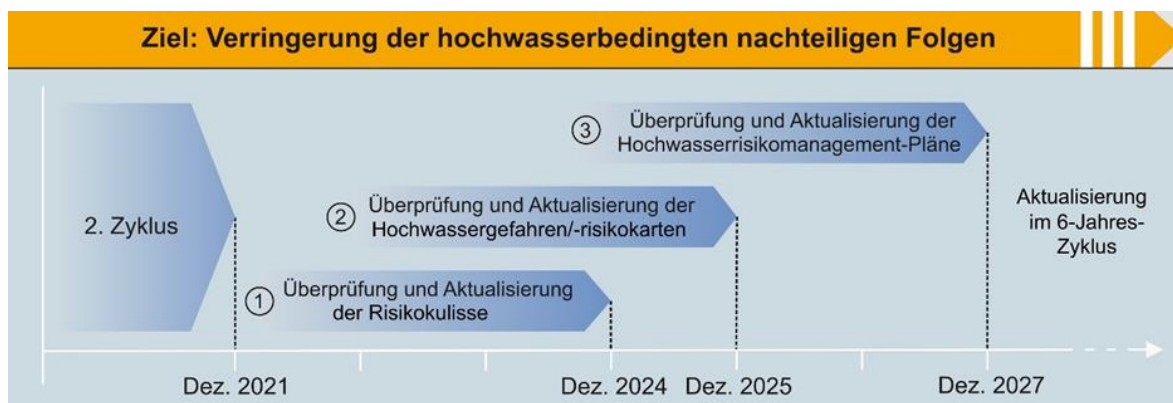 Ziel: Verringerung der hochwasserbedingten nachteiligen Folgen
3 Überprüfung und Aktualisierung der
Hochwasserrisikomanagement-Pläne
2. Zyklus
2 Überprüfung und Aktualisierung der
Hochwassergefahren/-risikokarten
Aktualisierung
im 6-Jahres-
Zyklus
1 Überprüfung und Aktualisierung
der Risikokulisse
Dez. 2021
Dez. 2024
Dez. 2025
Dez. 2027